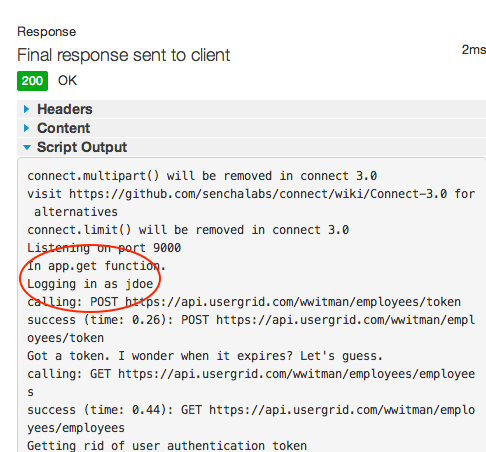 Response
Final response sent to client
2ms
200 OK
Headers
Content
Script Output
connect.multipart() will be removed in connect 3.0
visit https://github.com/senchalabs/connect/wiki/Connect-3.0 for
alternatives
connect.limit() will be removed in connect 3.0
Listening on port 9000
In app.get function.
Logging in as jdoe
calling: POST https://api.usergrid.com/wwitman/employees/token
success (time: 0.26): POST https://api.usergrid.com/wwitman/empl
oyees/token
Got a token. I wonder when it expires? Let's guess.
calling: GET https://api.usergrid.com/wwitman/employees/employee
s
success (time: 0.44): GET https://api.usergrid.com/wwitman/emplo
yees/employees
Getting rid of user authentication token